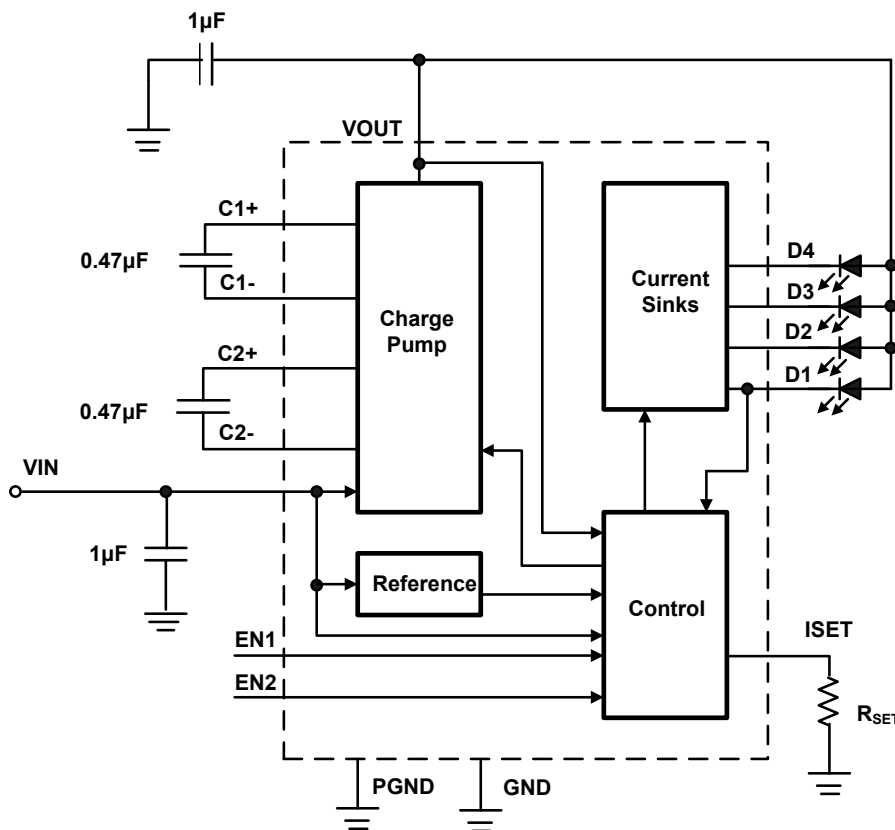 1µF
VOUT
C1+
0.47µF
C1-
C2+
0.47µF
C2-
Charge
Pump
Current
Sinks
D4
D3
D2
D1
VIN
1µF
Reference
Control
EN1
EN2
ISET
RSET
PGND
GND